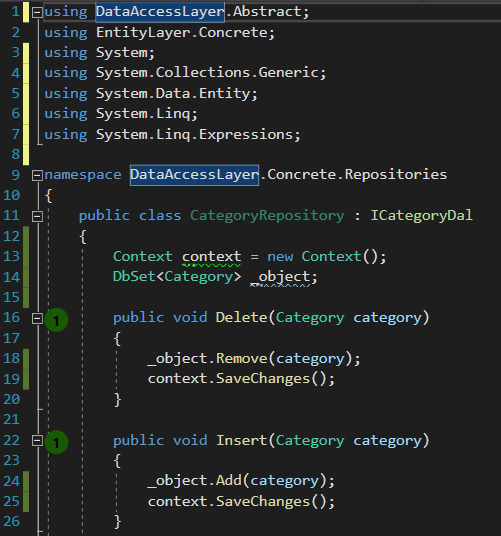 1 using DataAccessLayer.Abstract;
2 using EntityLayer.Concrete;
3 using System;
4 using System.Collections.Generic;
5 using System.Data.Entity;
6 using System.Linq;
7 using System.Linq.Expressions;
8
9 namespace DataAccessLayer.Concrete.Repositories
10 {
11 public class CategoryRepository : ICategoryDal
12 {
13 Context context = new Context();
14 DbSet<Category> _object;
15
16 1 public void Delete(Category category)
17 {
18 _object.Remove(category);
19 context.SaveChanges();
20 }
21
22 1 public void Insert(Category category)
23 {
24 _object.Add(category);
25 context.SaveChanges();
26 }